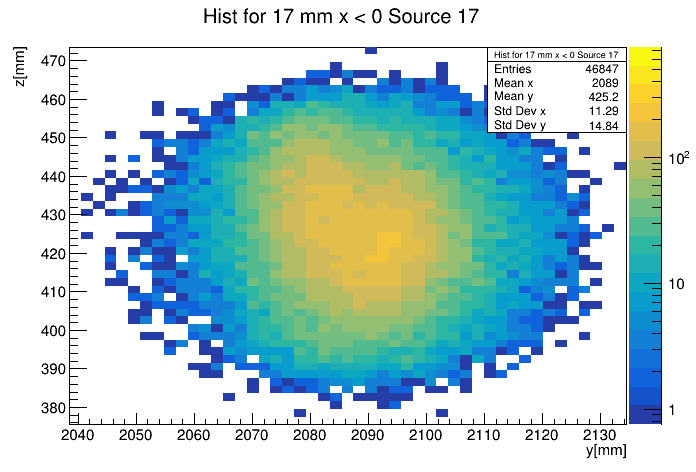 Hist for 17 mm x < 0 Source 17
z[mm]
470
460
450
440
430
420
410
400
390
380
Hist for 17 mm x < 0 Source 17
Entries 46847
Mean x 2089
Mean y 425.2
Std Dev x 11.29
Std Dev y 14.84
10²
10
1
2040 2050 2060 2070 2080 2090 2100 2110 2120 2130
y[mm]